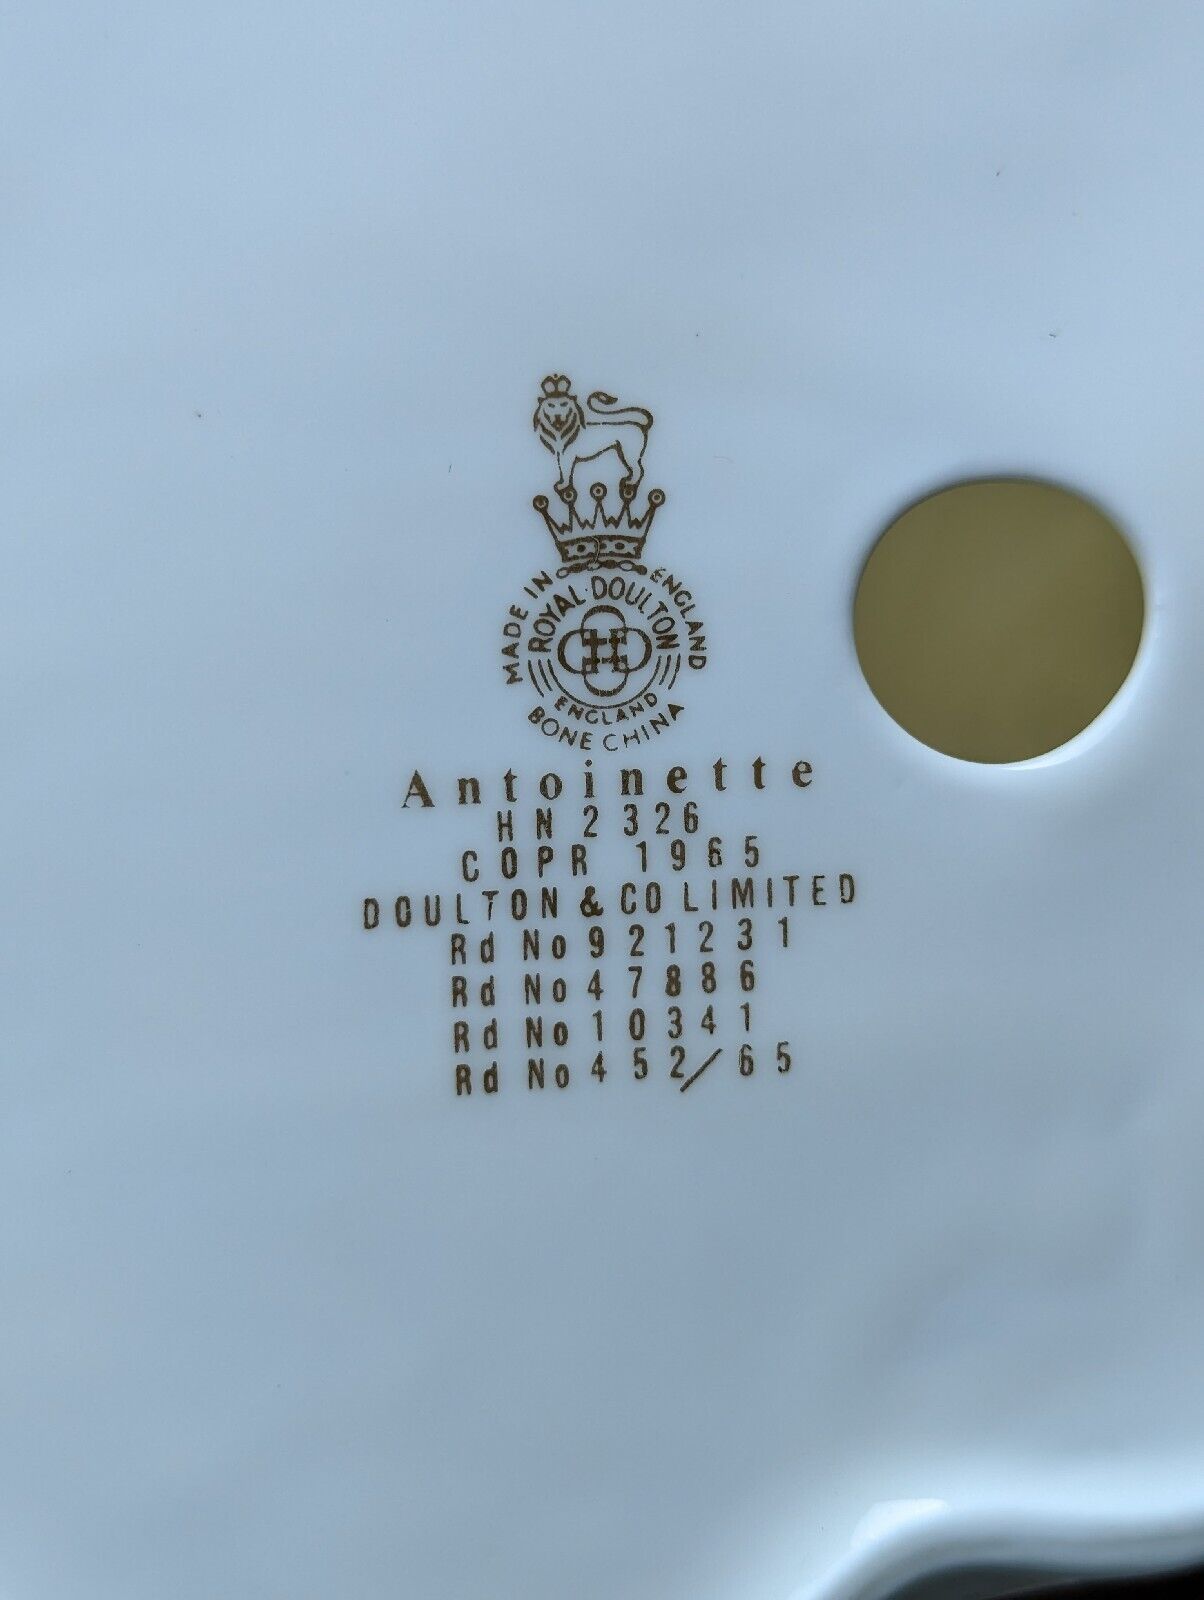 MADE IN ENGLAND
ROYAL DOULTON
ENGLAND
BONE CHINA
Antoinette
HN 2326
COPR 1965
DOULTON & CO LIMITED
Rd No 921231
Rd No 47886
Rd No 10341
Rd No 452/65